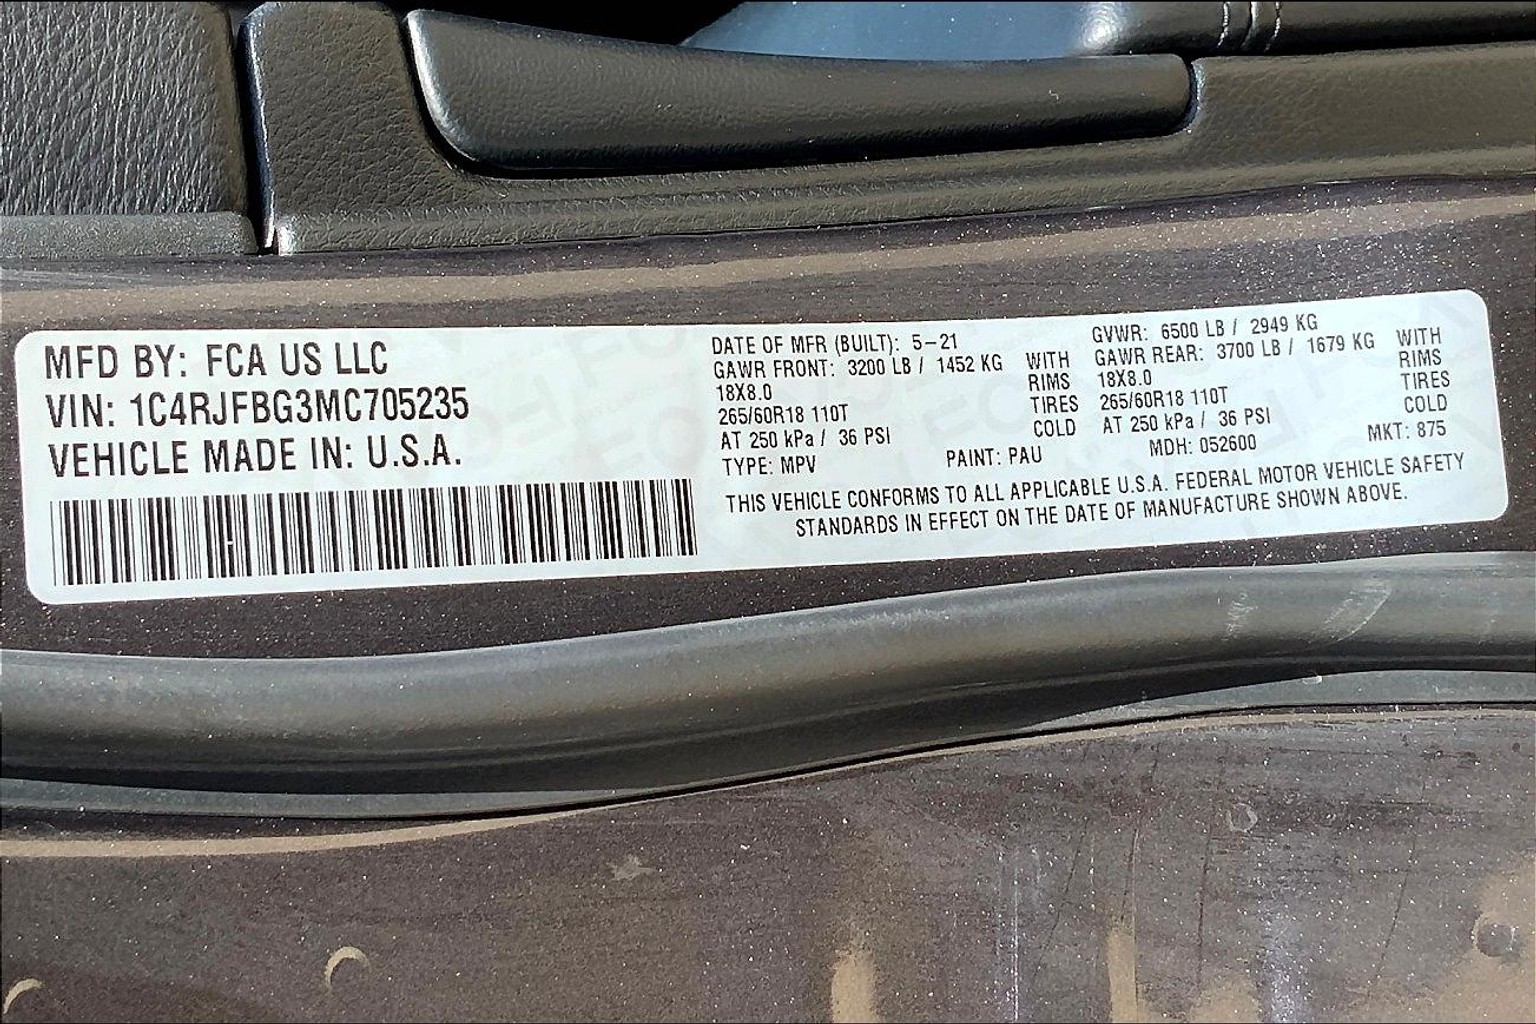 MFD BY: FCA US LLC
VIN: 1C4RJFBG3MC705235
VEHICLE MADE IN: U.S.A.
DATE OF MFR (BUILT): 5-21
GAWR FRONT: 3200 LB / 1452 KG WITH
18X8.0 RIMS
265/60R18 110T TIRES
AT 250 kPa / 36 PSI COLD
GVWR: 6500 LB / 2949 KG
GAWR REAR: 3700 LB / 1679 KG WITH
18X8.0 RIMS
265/60R18 110T TIRES
AT 250 kPa / 36 PSI COLD
TYPE: MPV PAINT: PAU MDH: 052600 MKT: 875
THIS VEHICLE CONFORMS TO ALL APPLICABLE U.S.A. FEDERAL MOTOR VEHICLE SAFETY
STANDARDS IN EFFECT ON THE DATE OF MANUFACTURE SHOWN ABOVE.